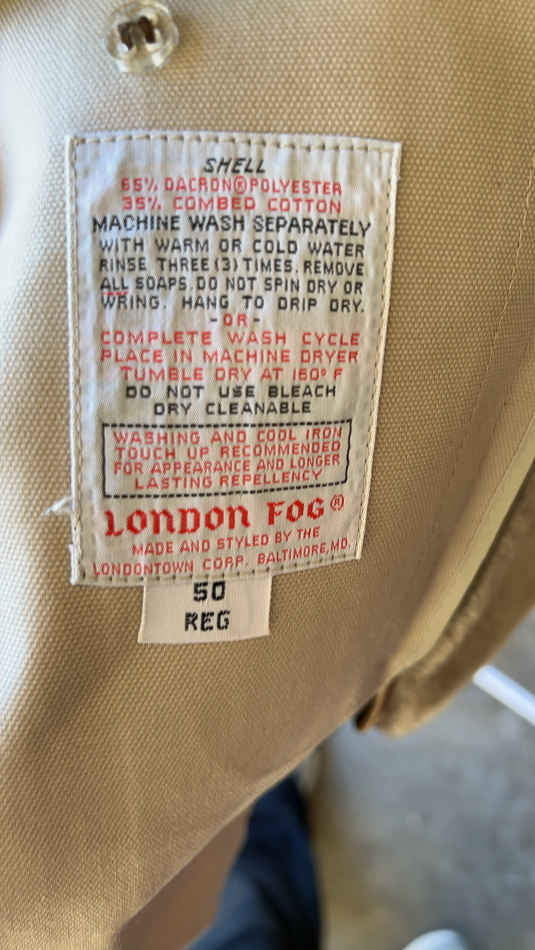 SHELL
65% DACRON® POLYESTER
35% COMBED COTTON
MACHINE WASH SEPARATELY
WITH WARM OR COLD WATER
RINSE THREE (3) TIMES. REMOVE
ALL SOAPS. DO NOT SPIN DRY OR
WRING. HANG TO DRIP DRY.
-OR-
COMPLETE WASH CYCLE
PLACE IN MACHINE DRYER
TUMBLE DRY AT 160° F
DO NOT USE BLEACH
DRY CLEANABLE
WASHING AND COOL IRON
TOUCH UP RECOMMENDED
FOR APPEARANCE AND LONGER
LASTING REPELLENCY
LONDON FOG®
MADE AND STYLED BY THE
LONDONTOWN CORP. BALTIMORE, MD.
50
REG